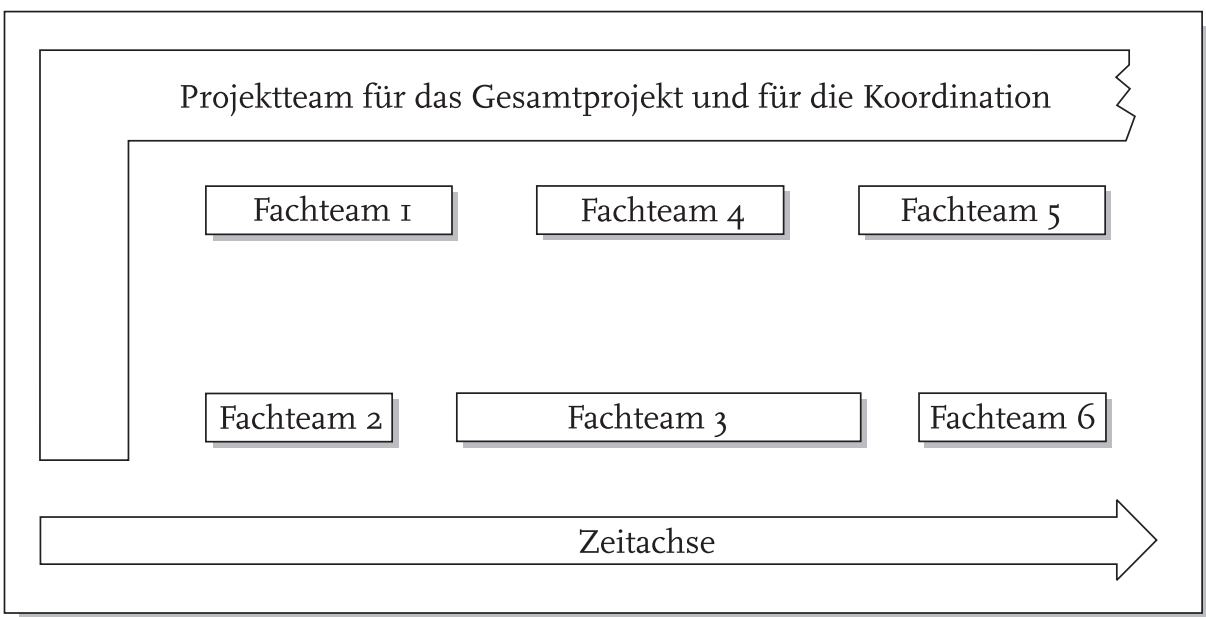 Projektteam für das Gesamtprojekt und für die Koordination
Fachteam 1
Fachteam 4
Fachteam 5
Fachteam 2
Fachteam 3
Fachteam 6
Zeitachse